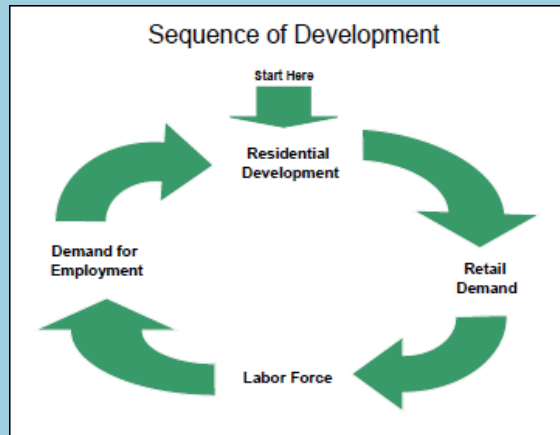 Sequence of Development
Start Here
Residential
Development
Retail
Demand
Labor Force
Demand for
Employment